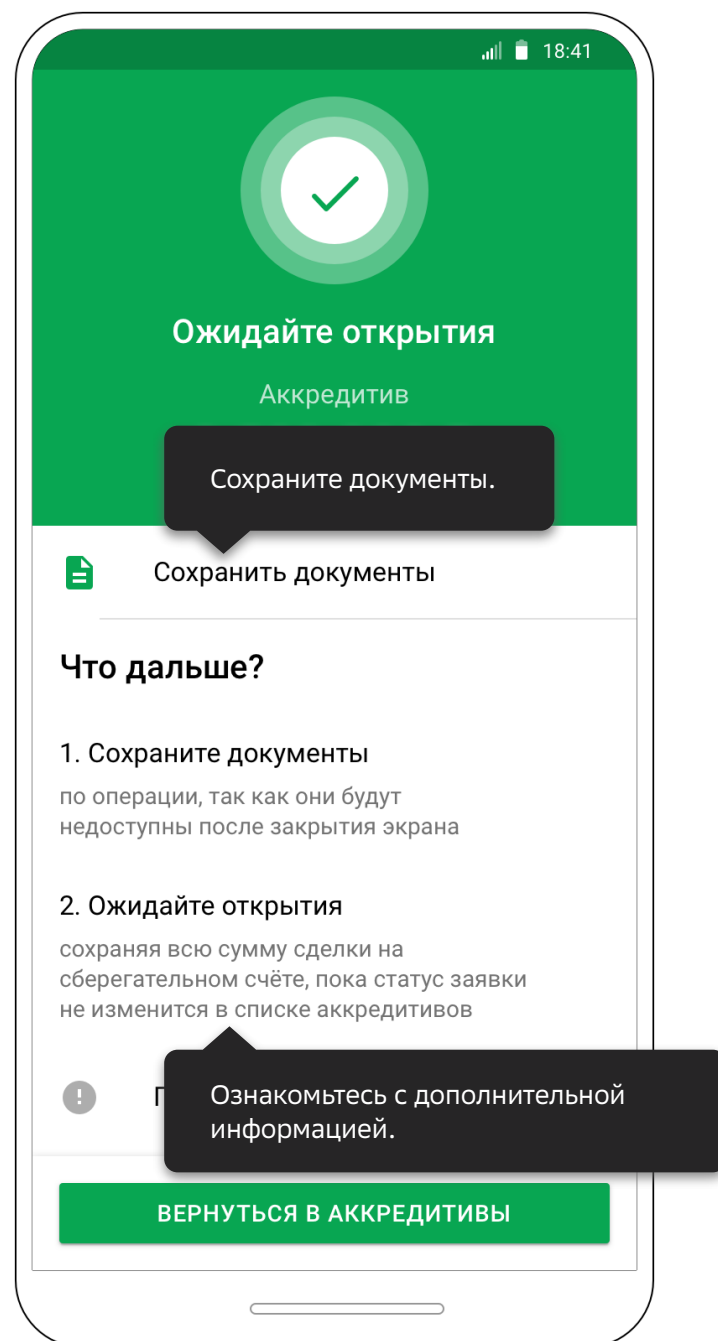 18:41
Ожидайте открытия
Аккредитив
Сохраните документы.
Сохранить документы
Что дальше?
1. Сохраните документы
по операции, так как они будут
недоступны после закрытия экрана
2. Ожидайте открытия
сохраняя всю сумму сделки на
сберегательном счёте, пока статус заявки
не изменится в списке аккредитивов
Ознакомьтесь с дополнительной
информацией.
ВЕРНУТЬСЯ В АККРЕДИТИВЫ